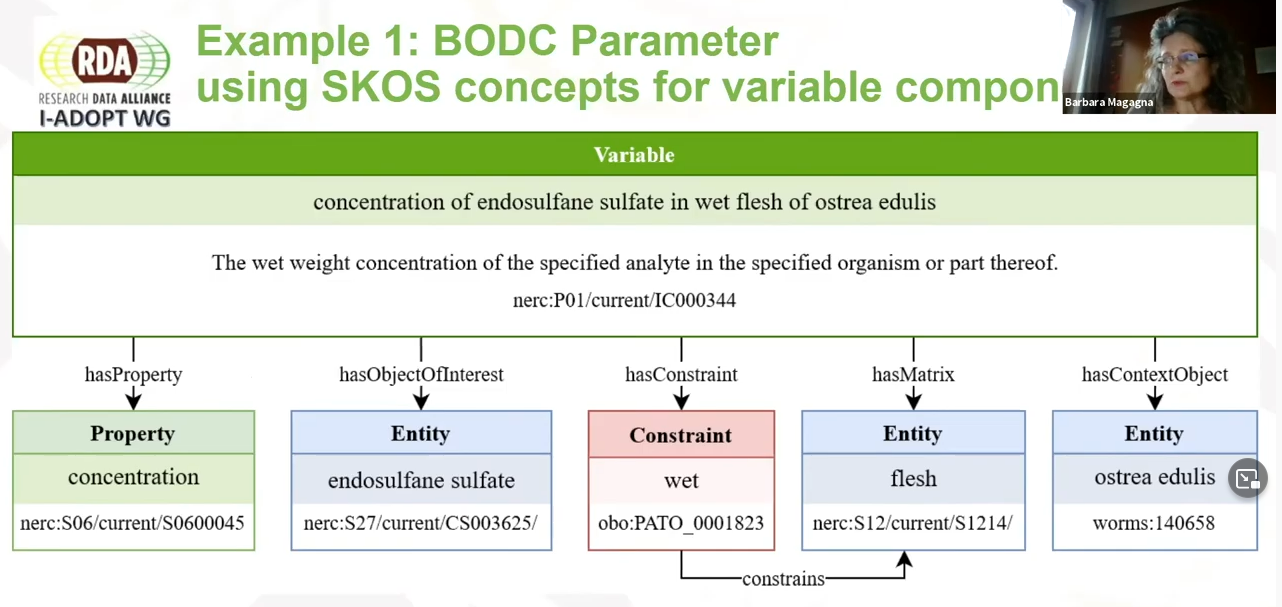 RDA
RESEARCH DATA ALLIANCE
I-ADOPT WG
Example 1: BODC Parameter
using SKOS concepts for variable compon
Barbara Magagna
Variable
concentration of endosulfane sulfate in wet flesh of ostrea edulis
The wet weight concentration of the specified analyte in the specified organism or part thereof.
nerc:P01/current/IC000344
hasProperty
hasObjectOfInterest
hasConstraint
hasMatrix
hasContextObject
Property
Entity
Constraint
Entity
Entity
concentration
endosulfane sulfate
wet
flesh
ostrea edulis
nerc:S06/current/S0600045
nerc:S27/current/CS003625/
obo:PATO_0001823
nerc:S12/current/S1214/
worms:140658
constrains